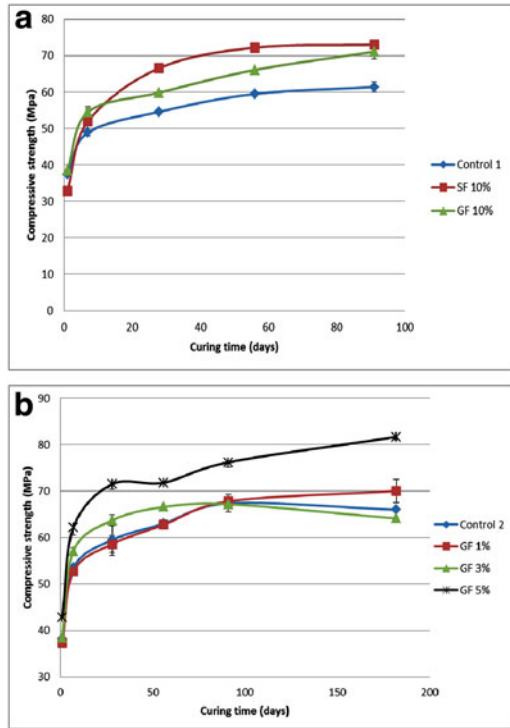 a
80
70
60
50
40
30
20
10
0
Compressive strength (Mpa)
0 20 40 60 80 100
Curing time (days)
Control 1
SF 10%
GF 10%
b
90
80
70
60
50
40
30
Compressive strength (MPa)
0 50 100 150 200
Curing time (days)
Control 2
GF 1%
GF 3%
GF 5%